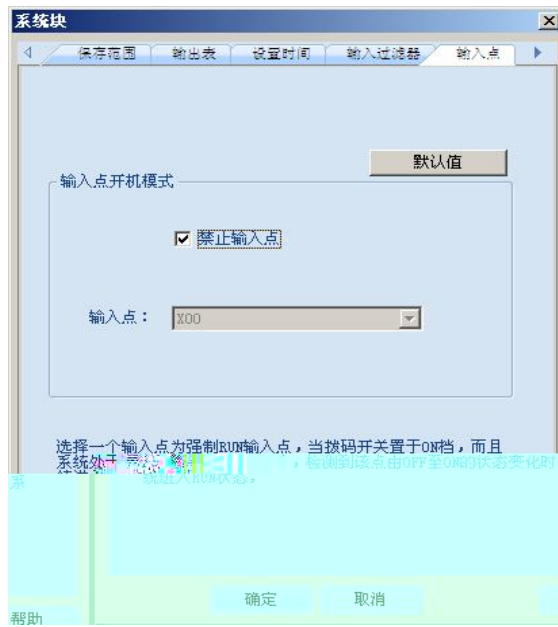 系统块
保存范围 输出表 设置时间 输入过滤器 输入点
默认值
输入点开机模式
禁止输入点
输入点： X00
选择一个输入点为强制RUN输入点，当拨码开关置于ON档，而且
系统处于
，检测到该点由OFF至ON的状态变化时
系
统进入RUN状态。
确定 取消
帮助